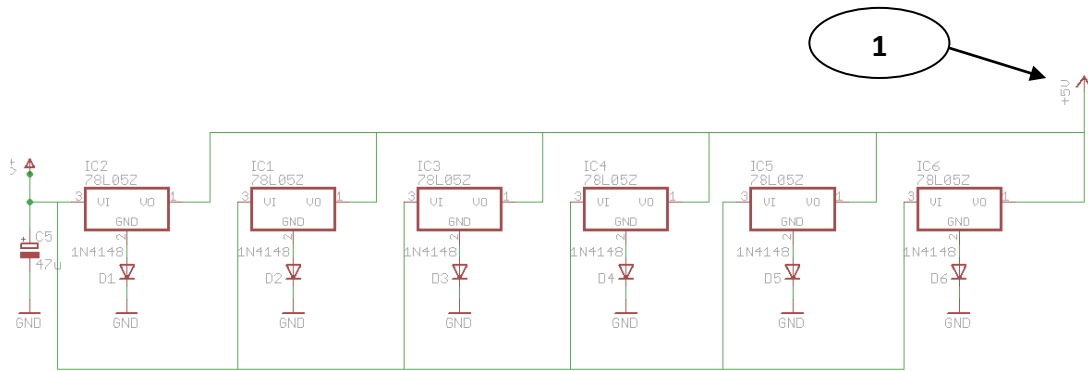 1
+5V
IC2 IC1 IC3 IC4 IC5 IC6
78L05Z 78L05Z 78L05Z 78L05Z 78L05Z 78L05Z
3 VI VO 1 3 VI VO 1 3 VI VO 1 3 VI VO 1 3 VI VO 1 3 VI VO 1
GND GND GND GND GND GND
2 2 2 2 2 2
+ C5 1N4148 1N4148 1N4148 1N4148 1N4148 1N4148
47u D1 D2 D3 D4 D5 D6
GND GND GND GND GND GND GND